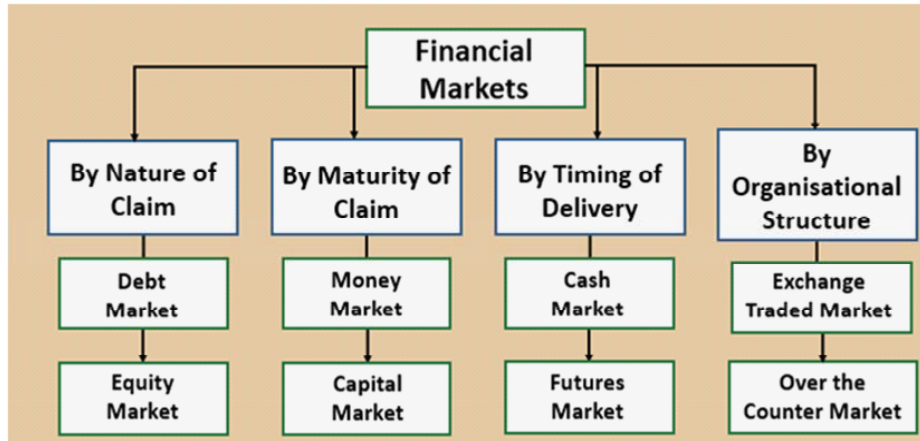 Financial
Markets
By Nature of
Claim
By Maturity of
Claim
By Timing of
Delivery
By
Organisational
Structure
Debt
Market
Money
Market
Cash
Market
Exchange
Traded Market
Equity
Market
Capital
Market
Futures
Market
Over the
Counter Market